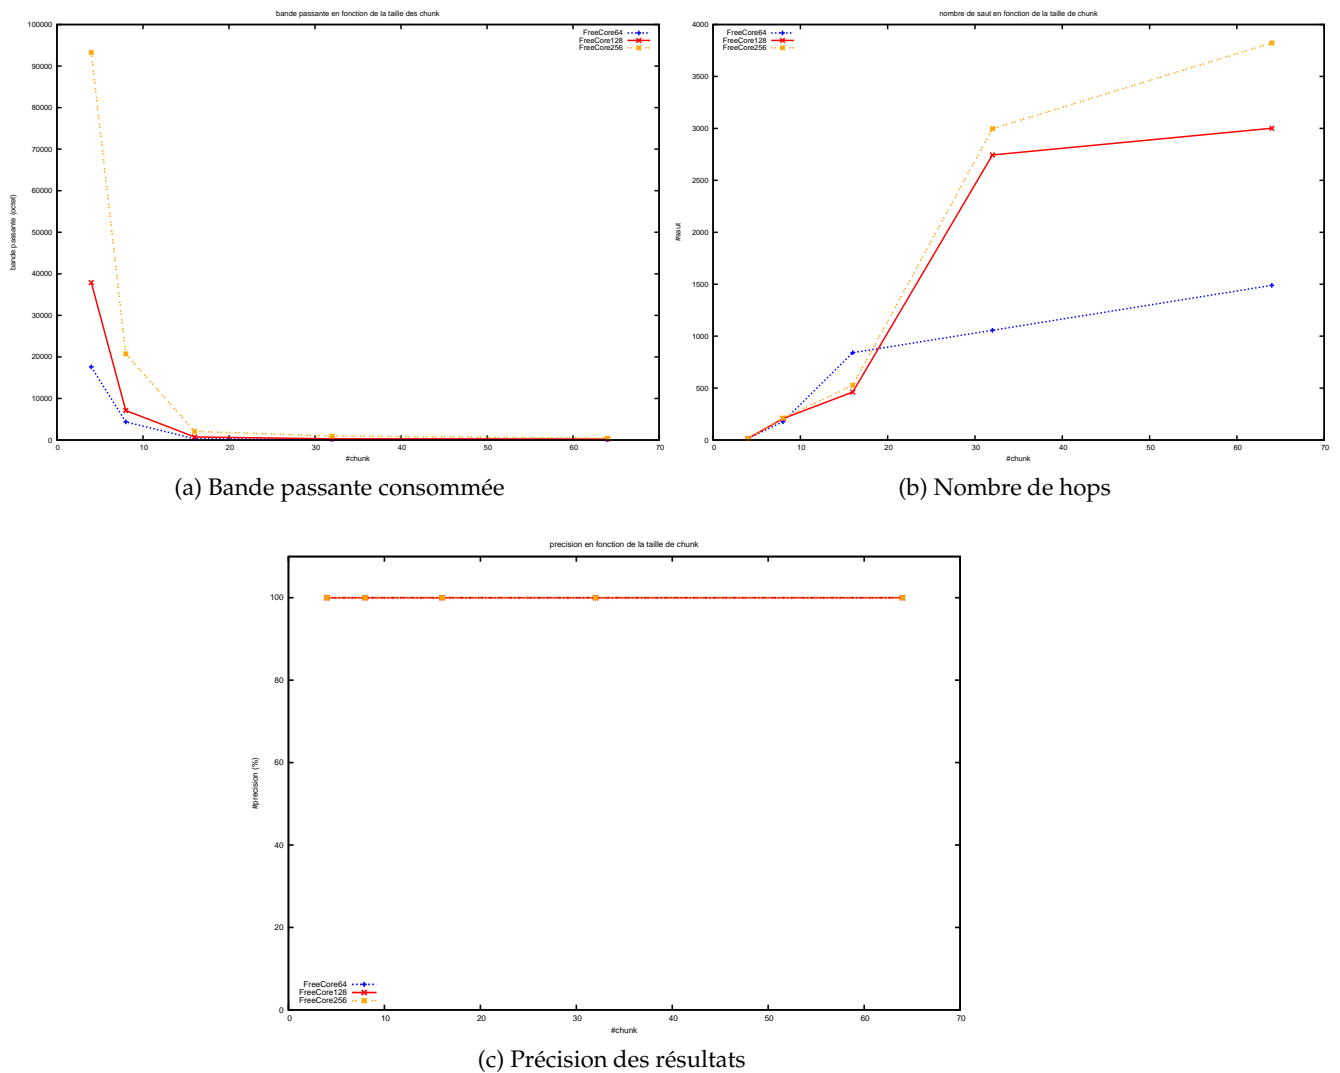 bande passante en fonction de la taille des chunk
100000
90000
80000
70000
60000
50000
40000
30000
20000
10000
0
bande passante (octet)
FreeCore64
FreeCore128
FreeCore256
0 10 20 30 40 50 60 70
#chunk
(a) Bande passante consommée
nombre de saut en fonction de la taille de chunk
4000
3500
3000
2500
2000
1500
1000
500
0
#saut
FreeCore64
FreeCore128
FreeCore256
0 10 20 30 40 50 60 70
#chunk
(b) Nombre de hops
precision en fonction de la taille de chunk
100
80
60
40
20
0
#precision (%)
FreeCore64
FreeCore128
FreeCore256
0 10 20 30 40 50 60 70
#chunk
(c) Précision des résultats